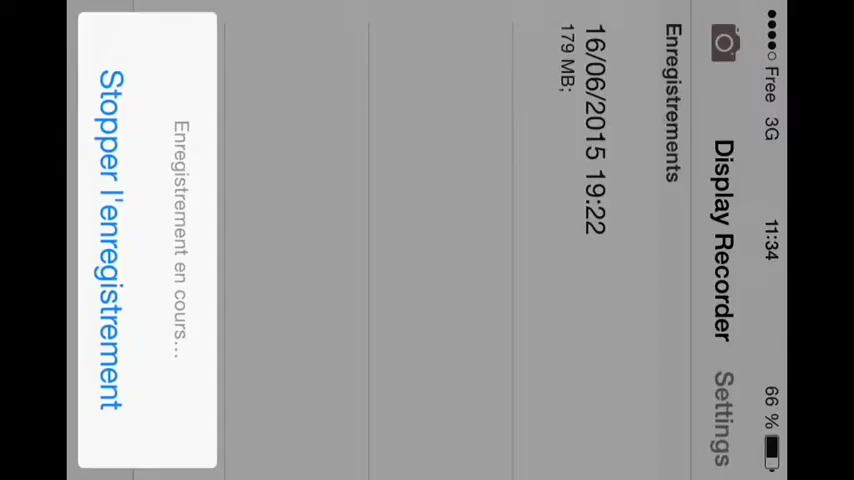 Free 3G 11:34 66 %
Display Recorder Settings
Enregistrements
16/06/2015 19:22
179 MB;
Enregistrement en cours...
Stopper l'enregistrement